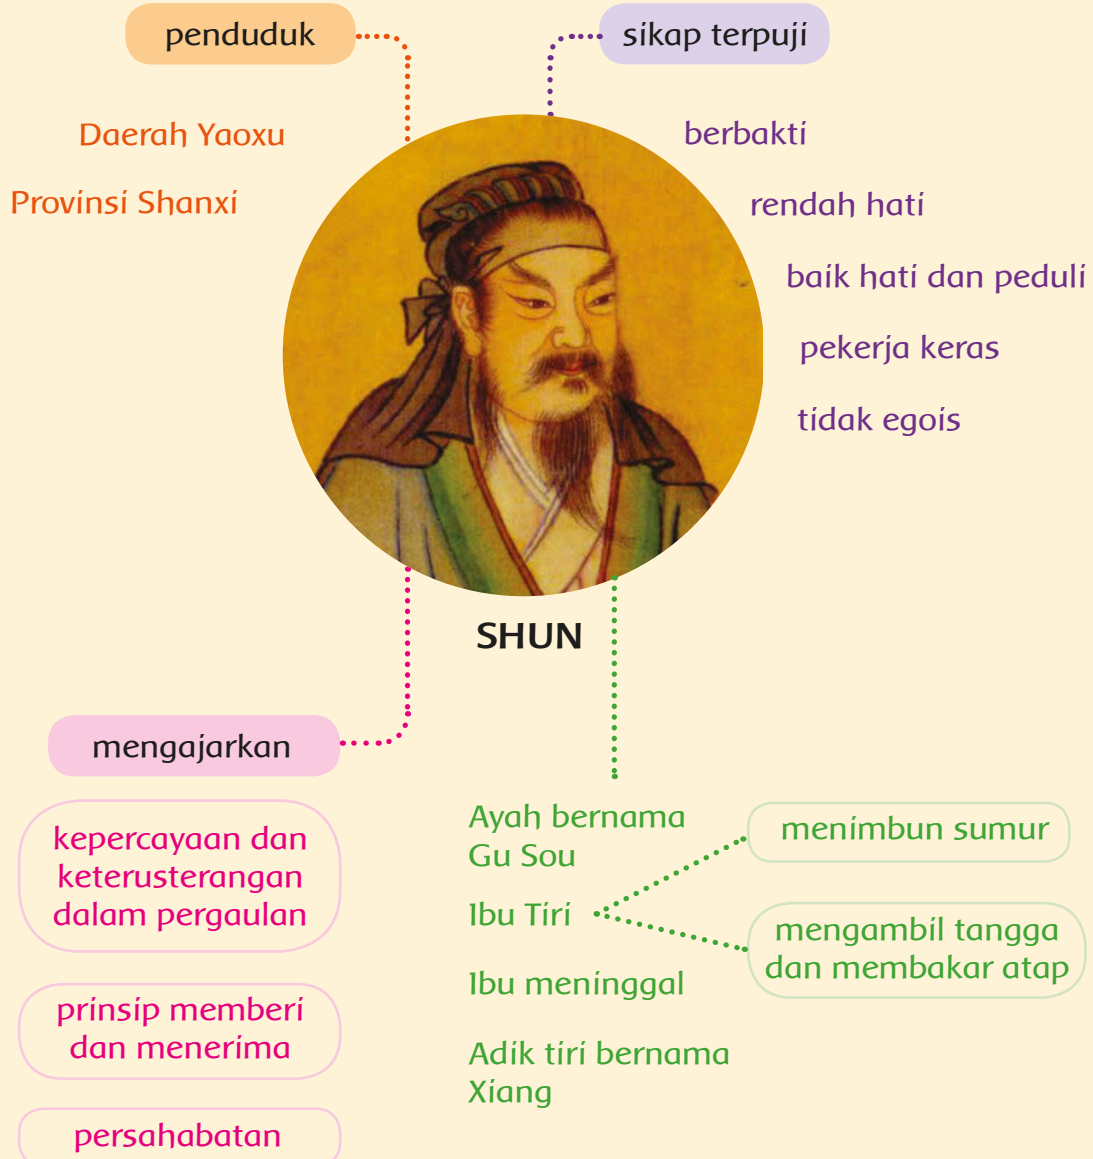 penduduk
Daerah Yaoxu
Provinsi Shanxi
sikap terpuji
berbakti
rendah hati
baik hati dan peduli
pekerja keras
tidak egois
SHUN
mengajarkan
kepercayaan dan
keterusterangan
dalam pergaulan
prinsip memberi
dan menerima
persahabatan
Ayah bernama
Gu Sou
Ibu Tiri
menimbun sumur
mengambil tangga
dan membakar atap
Ibu meninggal
Adik tiri bernama
Xiang